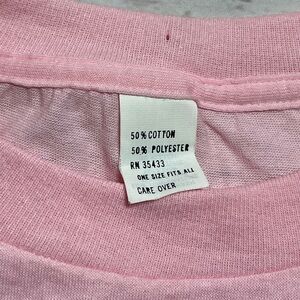 50% COTTON
50% POLYESTER
RN 35433
ONE SIZE FITS ALL
CARE OVER